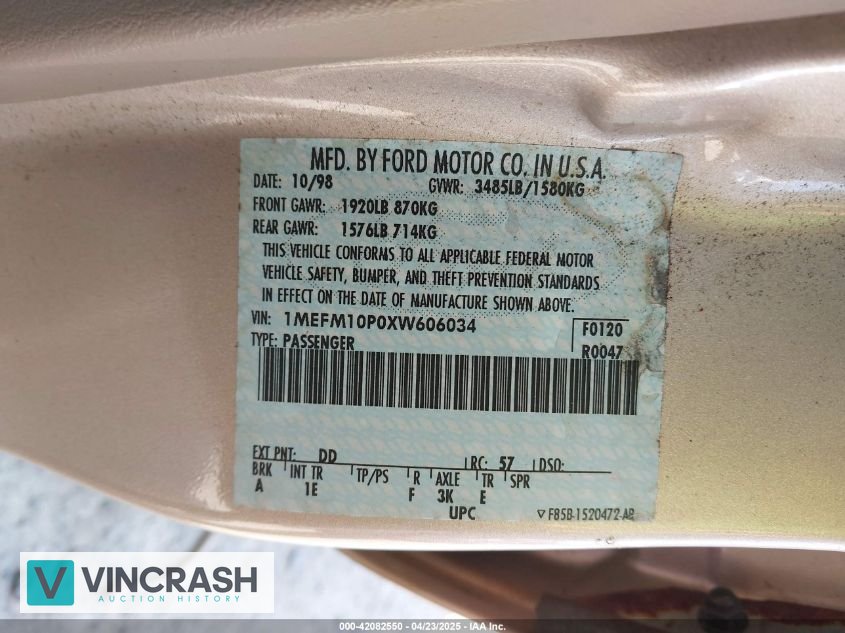 MFD. BY FORD MOTOR CO. IN U.S.A.
DATE: 10/98 GVWR: 3485LB/1580KG
FRONT GAWR: 1920LB 870KG
REAR GAWR: 1576LB 714KG
THIS VEHICLE CONFORMS TO ALL APPLICABLE FEDERAL MOTOR
VEHICLE SAFETY, BUMPER, AND THEFT PREVENTION STANDARDS
IN EFFECT ON THE DATE OF MANUFACTURE SHOWN ABOVE.
VIN: 1MEFM10P0XW606034 F0120
TYPE: PASSENGER R0047
EXT PNT: DD RC: 57 DSO:
BRK INT TR TP/PS R AXLE TR SPR
A 1E F 3K E
UPC F85B-1520472-AB
VINCRASH
AUCTION HISTORY
000-42082550 - 04/23/2025 - IAA Inc.